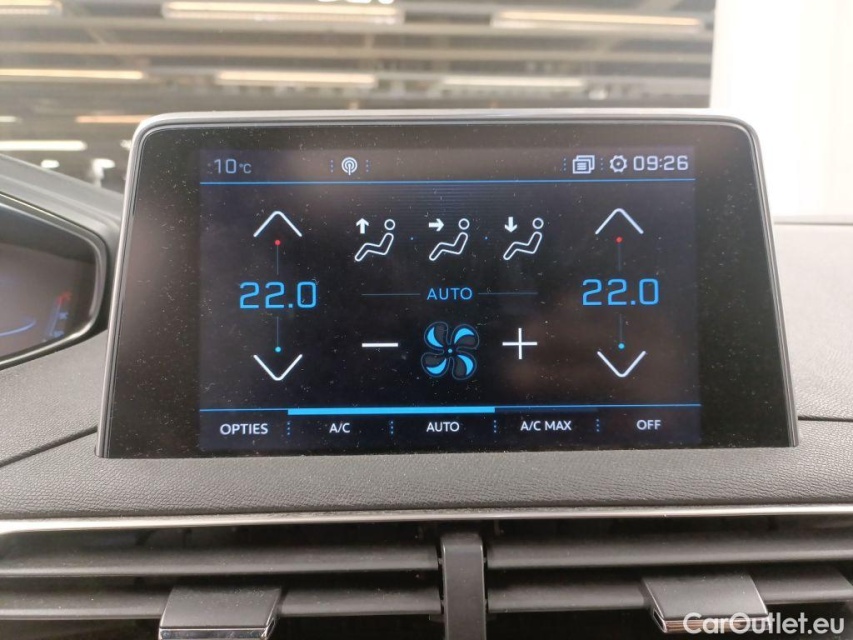 10°C 09:26
22.0 AUTO 22.0
OPTIES A/C AUTO A/C MAX OFF
CarOutlet.eu